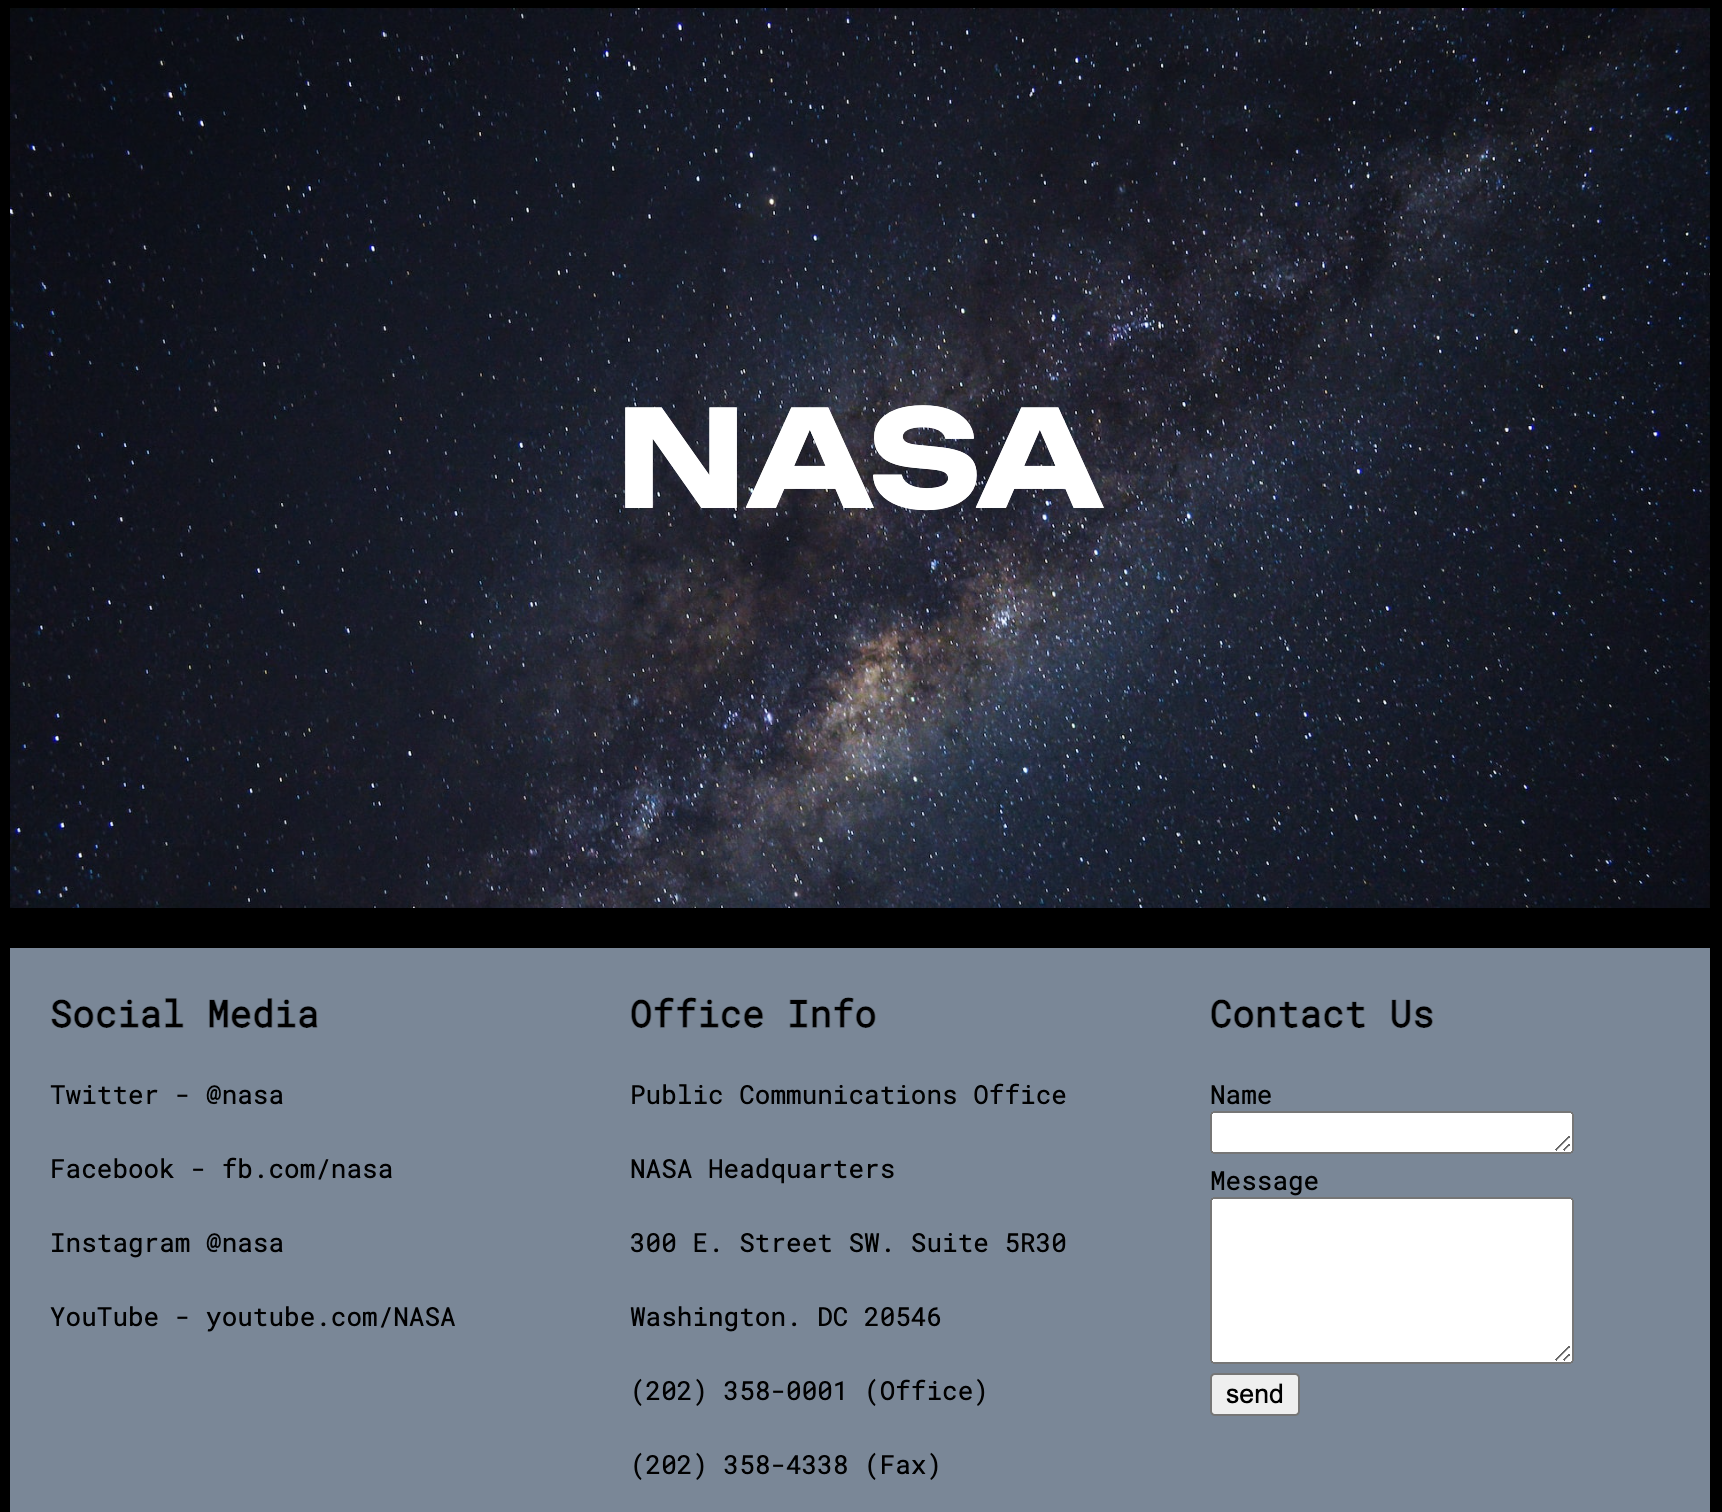 NASA
Social Media
Twitter - @nasa
Facebook - fb.com/nasa
Instagram @nasa
YouTube - youtube.com/NASA
Office Info
Public Communications Office
NASA Headquarters
300 E. Street SW. Suite 5R30
Washington. DC 20546
(202) 358-0001 (Office)
(202) 358-4338 (Fax)
Contact Us
Name
Message
send